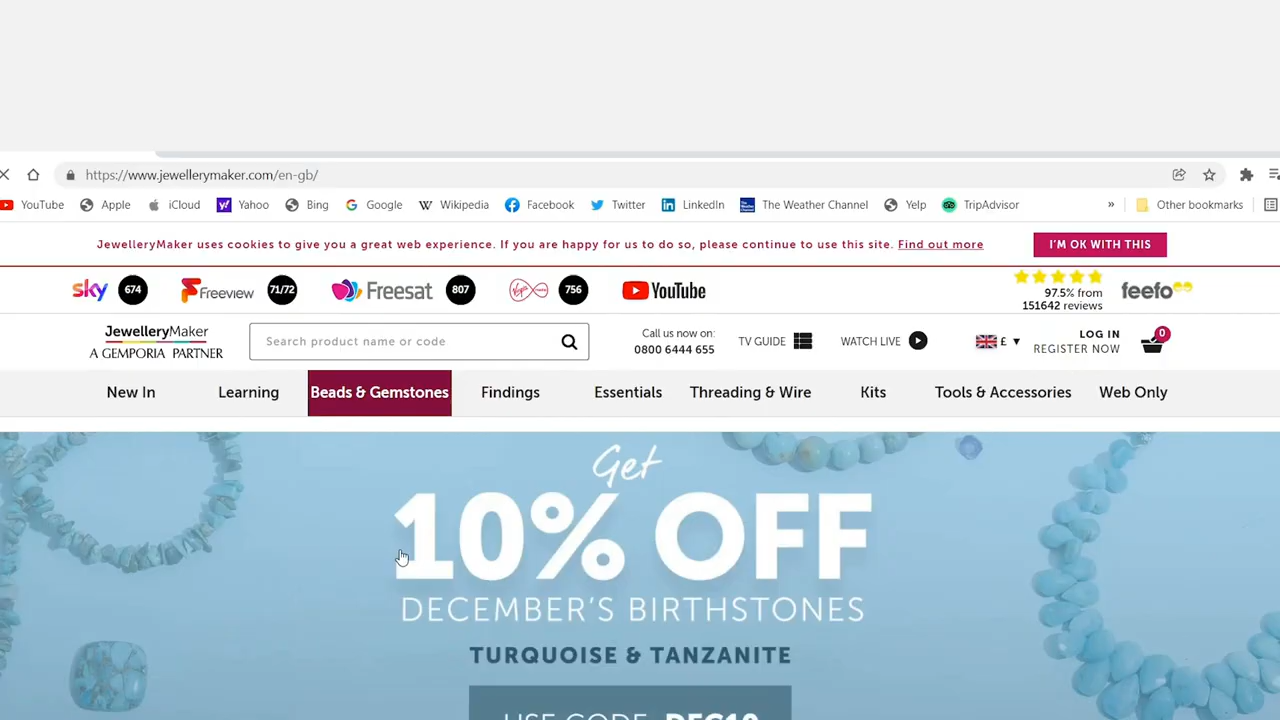 https://www.jewellerymaker.com/en-gb/
YouTube Apple iCloud Yahoo Bing Google Wikipedia Facebook Twitter LinkedIn The Weather Channel Yelp TripAdvisor » Other bookmarks
JewelleryMaker uses cookies to give you a great web experience. If you are happy for us to do so, please continue to use this site. Find out more I'M OK WITH THIS
sky 674 Freeview 71/72 Freesat 807 Virgin 756 YouTube
97.5% from
151642 reviews
feefo
JewelleryMaker
A GEMPORIA PARTNER
Search product name or code
Call us now on:
0800 6444 655
TV GUIDE WATCH LIVE £ ▼
LOG IN
REGISTER NOW
0
New In Learning Beads & Gemstones Findings Essentials Threading & Wire Kits Tools & Accessories Web Only
Get
10% OFF
DECEMBER'S BIRTHSTONES
TURQUOISE & TANZANITE
USE CODE DEC10